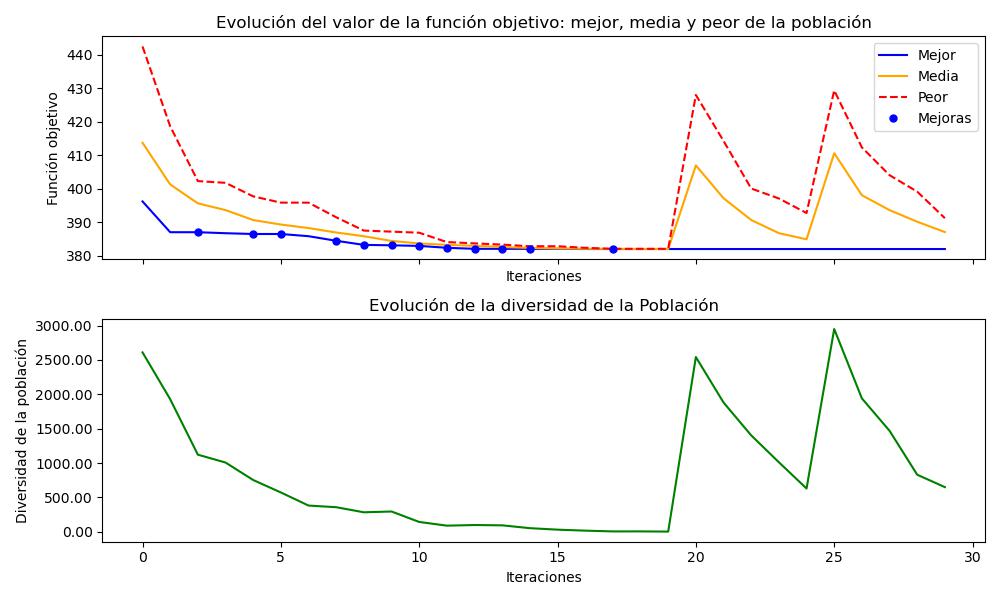 Evolución del valor de la función objetivo: mejor, media y peor de la población
440
430
420
410
400
390
380
Función objetivo
Mejor
Media
Peor
Mejoras
Iteraciones
Evolución de la diversidad de la Población
3000.00
2500.00
2000.00
1500.00
1000.00
500.00
0.00
Diversidad de la población
0 5 10 15 20 25 30
Iteraciones